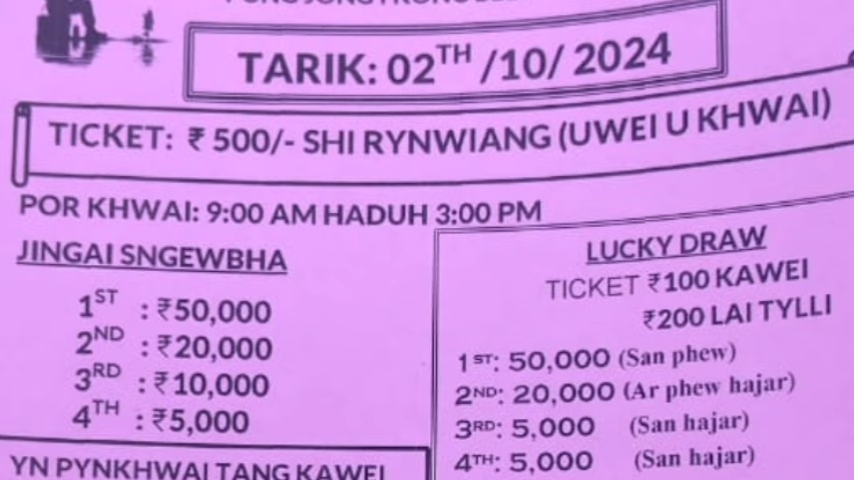 TARIK: 02TH /10/ 2024
TICKET: ₹ 500/- SHI RYNWIANG (UWEI U KHWAI)
POR KHWAI: 9:00 AM HADUH 3:00 PM
JINGAI SNGEWBHA
1ST : ₹50,000
2ND : ₹20,000
3RD : ₹10,000
4TH : ₹5,000
YN PYNKHWAI TANG KAWEI
LUCKY DRAW
TICKET ₹100 KAWEI
₹200 LAI TYLLI
1ST: 50,000 (San phew)
2ND: 20,000 (Ar phew hajar)
3RD: 5,000 (San hajar)
4TH: 5,000 (San hajar)